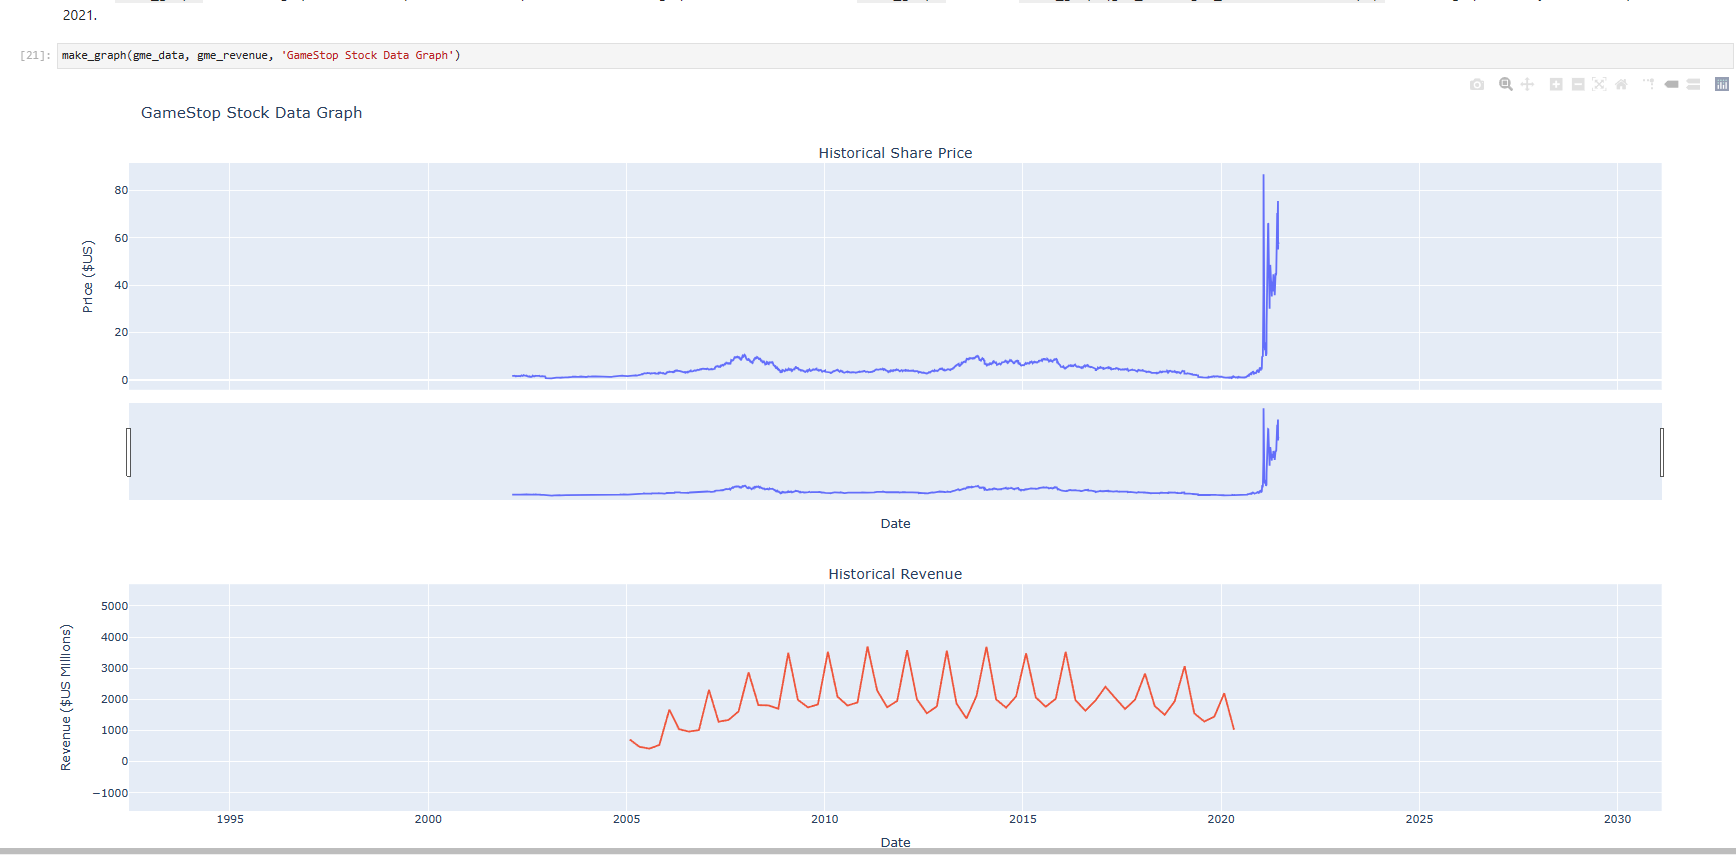 2021.
[21]: make_graph(gme_data, gme_revenue, 'GameStop Stock Data Graph')
GameStop Stock Data Graph
Historical Share Price
80
60
40
20
0
Price ($US)
Date
Historical Revenue
5000
4000
3000
2000
1000
0
−1000
Revenue ($US Millions)
1995 2000 2005 2010 2015 2020 2025 2030
Date